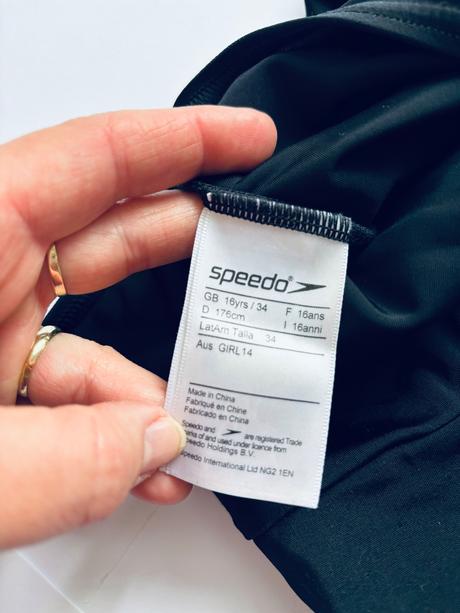 speedo®
GB 16yrs / 34 F 16ans
D 176cm I 16anni
LatAm Talla 34
Aus GIRL14
Made in China
Fabriqué en Chine
Fabricado en China
Speedo and are registered Trade
of and used under licence from
Speedo Holdings B.V.
Speedo International Ltd NG2 1EN